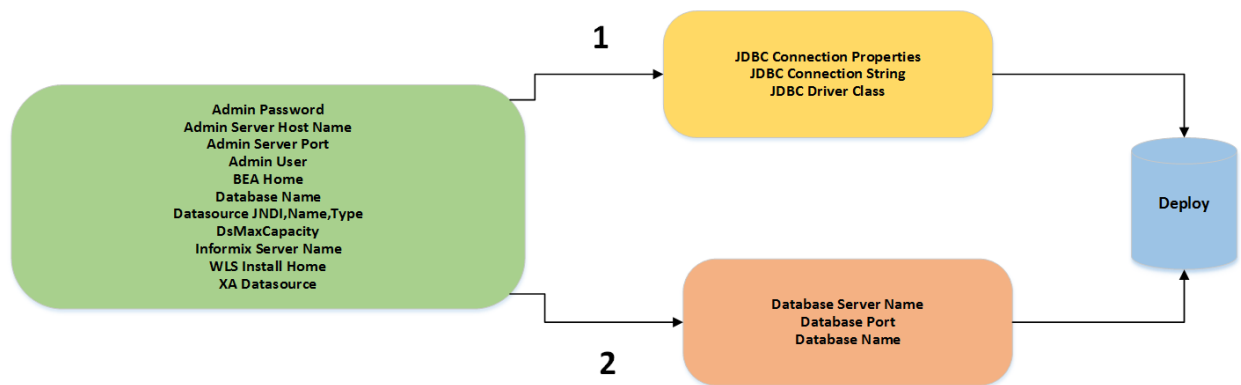 1
JDBC Connection Properties
JDBC Connection String
JDBC Driver Class
Admin Password
Admin Server Host Name
Admin Server Port
Admin User
BEA Home
Database Name
Datasource JNDI,Name,Type
DsMaxCapacity
Informix Server Name
WLS Install Home
XA Datasource
Deploy
Database Server Name
Database Port
Database Name
2